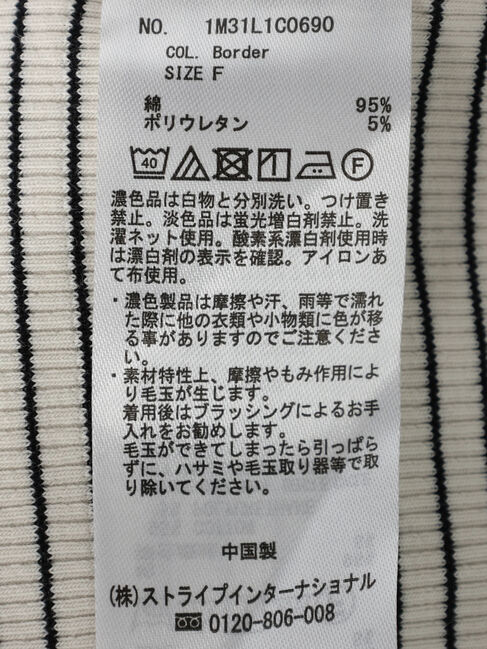 NO. 1M31L1C0690
COL. Border
SIZE F
綿 95%
ポリウレタン 5%
40 F
濃色品は白物と分別洗い。つけ置き
禁止。淡色品は蛍光増白剤禁止。洗
濯ネット使用。酸素系漂白剤使用時
は漂白剤の表示を確認。アイロンあ
て布使用。
・濃色製品は摩擦や汗、雨等で濡れ
た際に他の衣類や小物類に色が移
る事がありますのでご注意くださ
い。
・素材特性上、摩擦やもみ作用によ
り毛玉が生じます。
着用後はブラッシングによるお手
入れをお勧めします。
毛玉ができてしまったら引っぱら
ずに、ハサミや毛玉取り器等で取
り除いてください。
中国製
(株)ストライプインターナショナル
0120-806-008